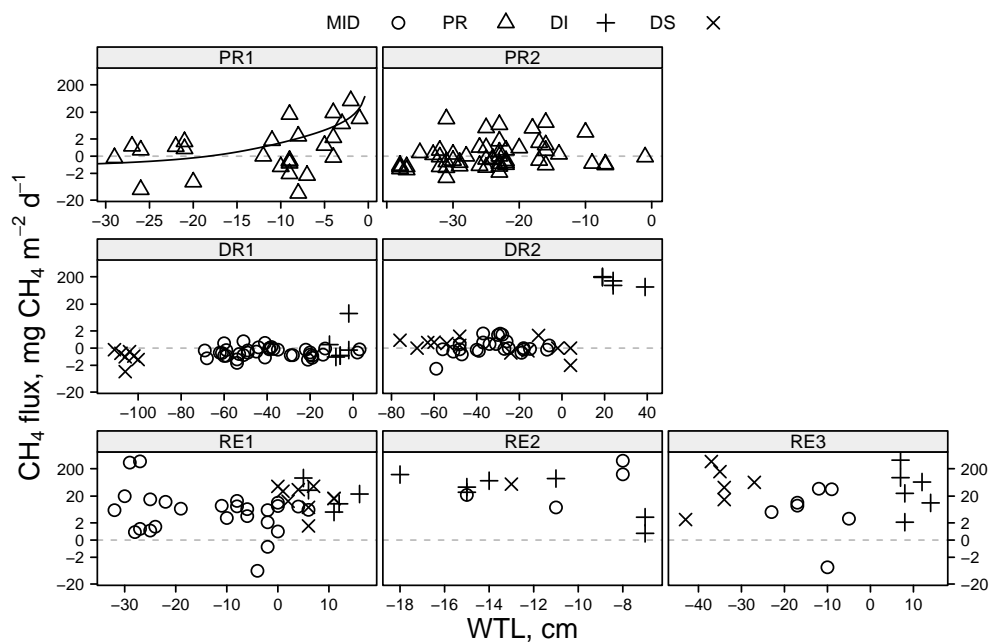 MID PR DI DS
PR1 PR2
200
20
2
0
−2
−20
−30 −25 −20 −15 −10 −5 0 −30 −20 −10 0
DR1 DR2
200
20
2
0
−2
−20
−100 −80 −60 −40 −20 0 −80 −60 −40 −20 0 20 40
RE1 RE2 RE3
200 200
20 20
2 2
0 0
−2 −2
−20 −20
−30 −20 −10 0 10 −18 −16 −14 −12 −10 −8 −40 −30 −20 −10 0 10
CH₄ flux, mg CH₄ m⁻² d⁻¹
WTL, cm